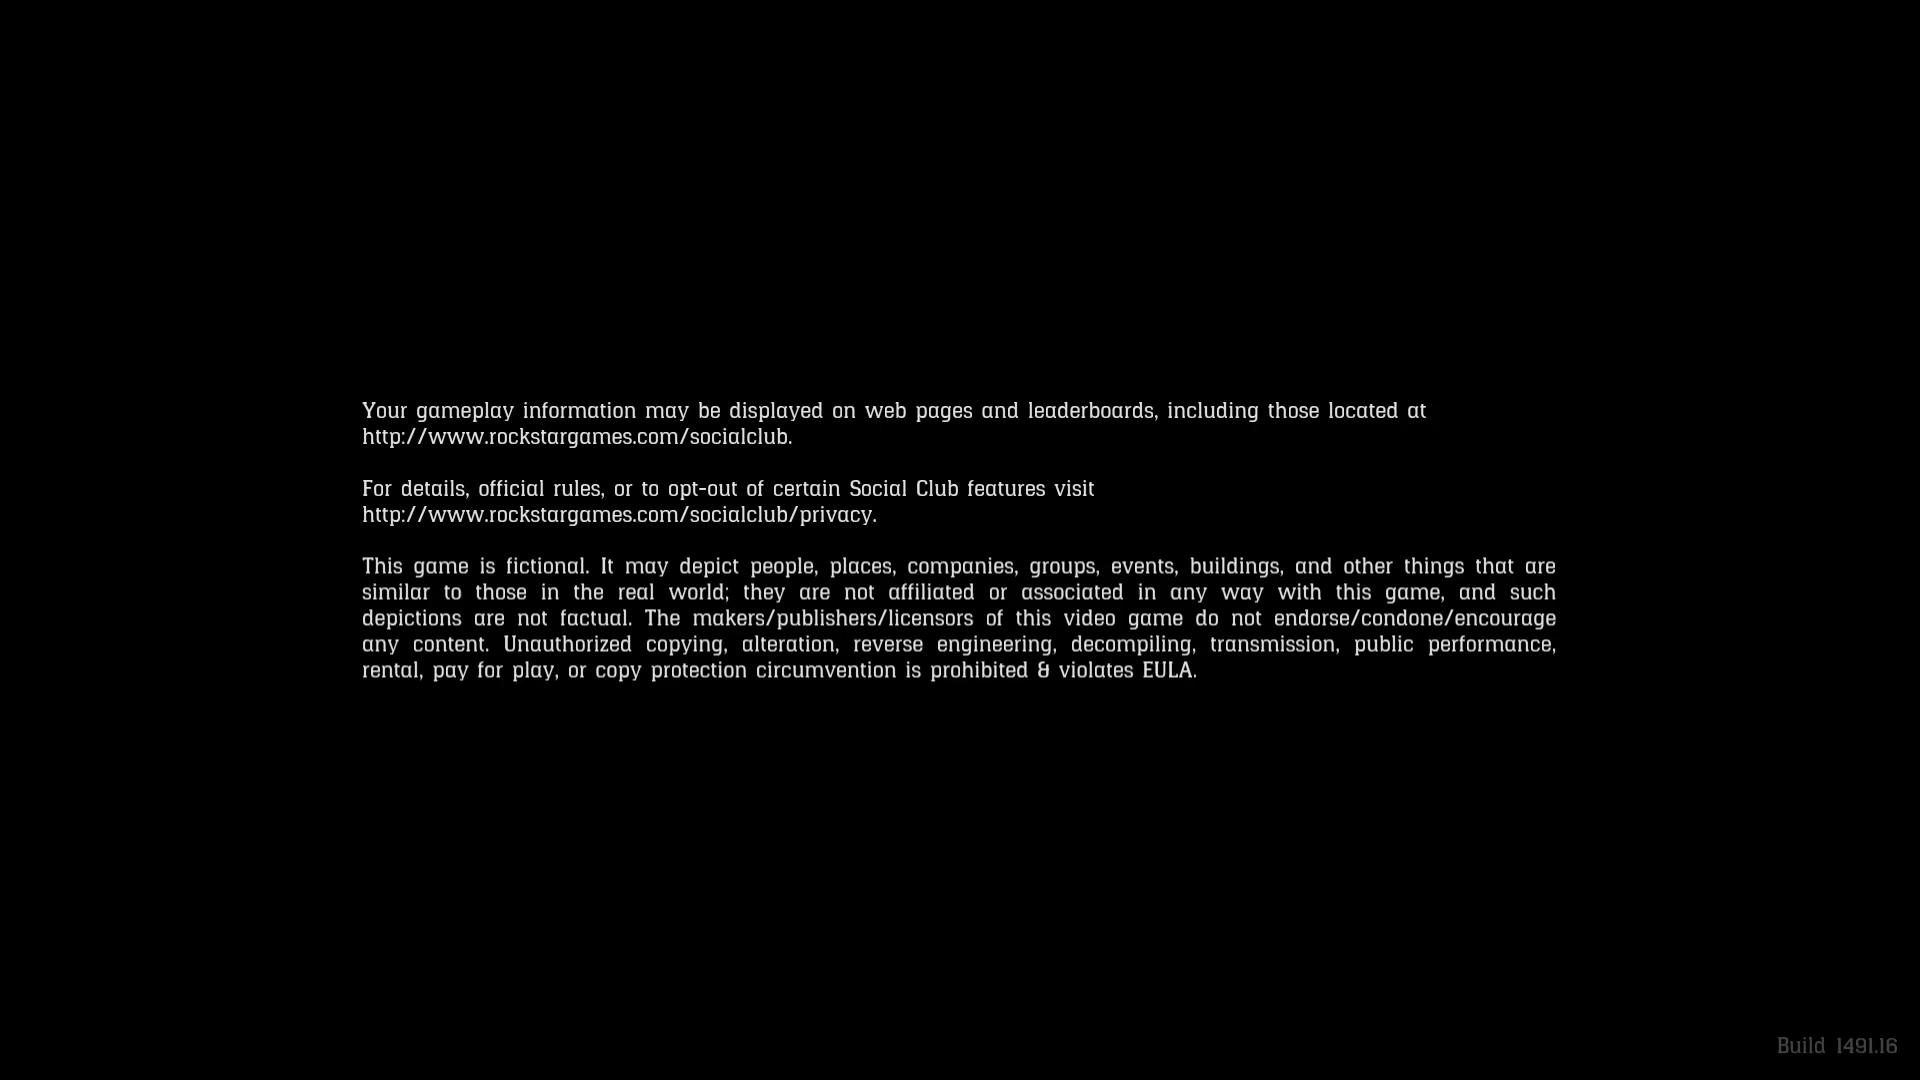 Your gameplay information may be displayed on web pages and leaderboards, including those located at
http://www.rockstargames.com/socialclub.
For details, official rules, or to opt-out of certain Social Club features visit
http://www.rockstargames.com/socialclub/privacy.
This game is fictional. It may depict people, places, companies, groups, events, buildings, and other things that are
similar to those in the real world; they are not affiliated or associated in any way with this game, and such
depictions are not factual. The makers/publishers/licensors of this video game do not endorse/condone/encourage
any content. Unauthorized copying, alteration, reverse engineering, decompiling, transmission, public performance,
rental, pay for play, or copy protection circumvention is prohibited & violates EULA.
Build 1491.16